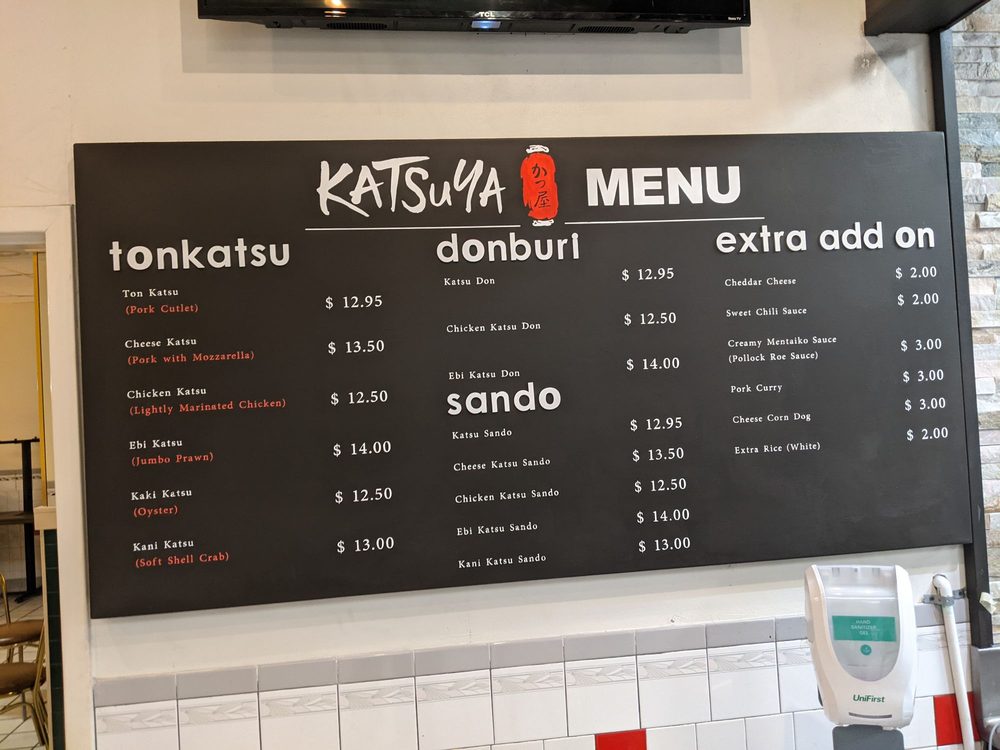 TCL
Roku TV
KATSUYA かつ屋 MENU
tonkatsu
Ton Katsu $ 12.95
(Pork Cutlet)
Cheese Katsu $ 13.50
(Pork with Mozzarella)
Chicken Katsu $ 12.50
(Lightly Marinated Chicken)
Ebi Katsu $ 14.00
(Jumbo Prawn)
Kaki Katsu $ 12.50
(Oyster)
Kani Katsu $ 13.00
(Soft Shell Crab)
donburi
Katsu Don $ 12.95
Chicken Katsu Don $ 12.50
Ebi Katsu Don $ 14.00
sando
Katsu Sando $ 12.95
Cheese Katsu Sando $ 13.50
Chicken Katsu Sando $ 12.50
Ebi Katsu Sando $ 14.00
Kani Katsu Sando $ 13.00
extra add on
Cheddar Cheese $ 2.00
Sweet Chili Sauce $ 2.00
Creamy Mentaiko Sauce $ 3.00
(Pollock Roe Sauce)
Pork Curry $ 3.00
Cheese Corn Dog $ 3.00
Extra Rice (White) $ 2.00
HAND
SANITIZER
GEL
UniFirst